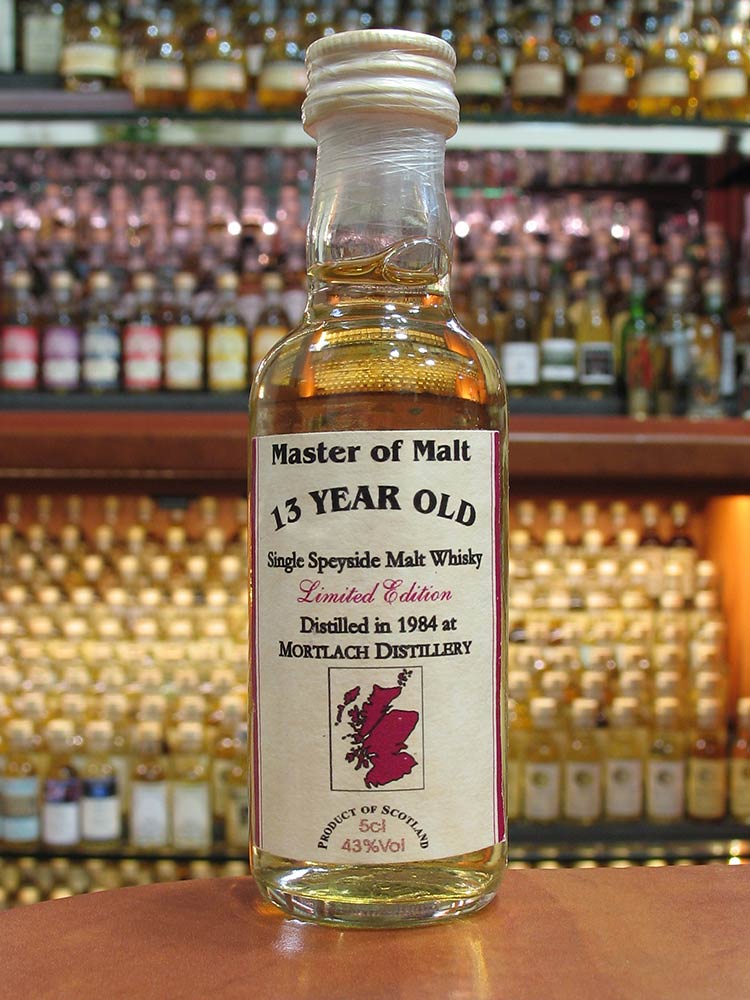 Master of Malt
13 YEAR OLD
Single Speyside Malt Whisky
Limited Edition
Distilled in 1984 at
MORTLACH DISTILLERY
PRODUCT OF SCOTLAND
5cl
43%Vol